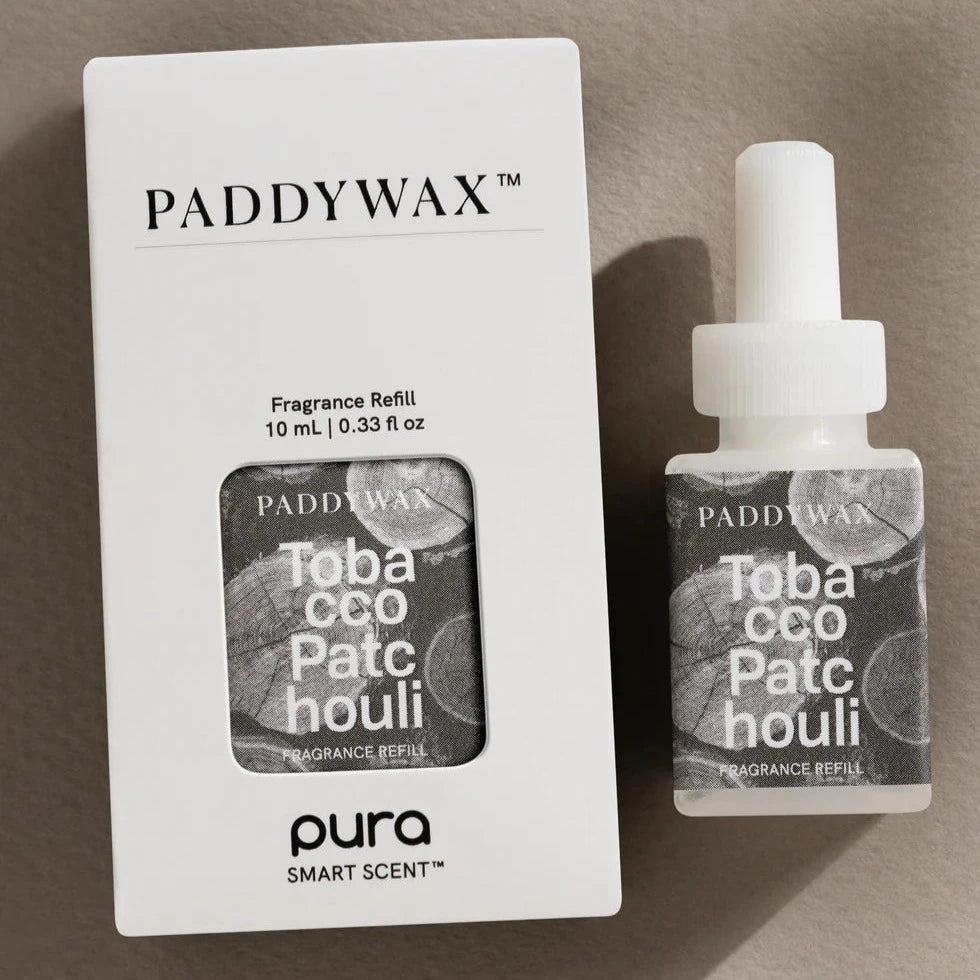 PADDYWAX™
Fragrance Refill
10 mL | 0.33 fl oz
PADDYWAX
Toba
cco
Patc
houli
FRAGRANCE REFILL
pura
SMART SCENT™
PADDYWAX
Toba
cco
Patc
houli
FRAGRANCE REFILL